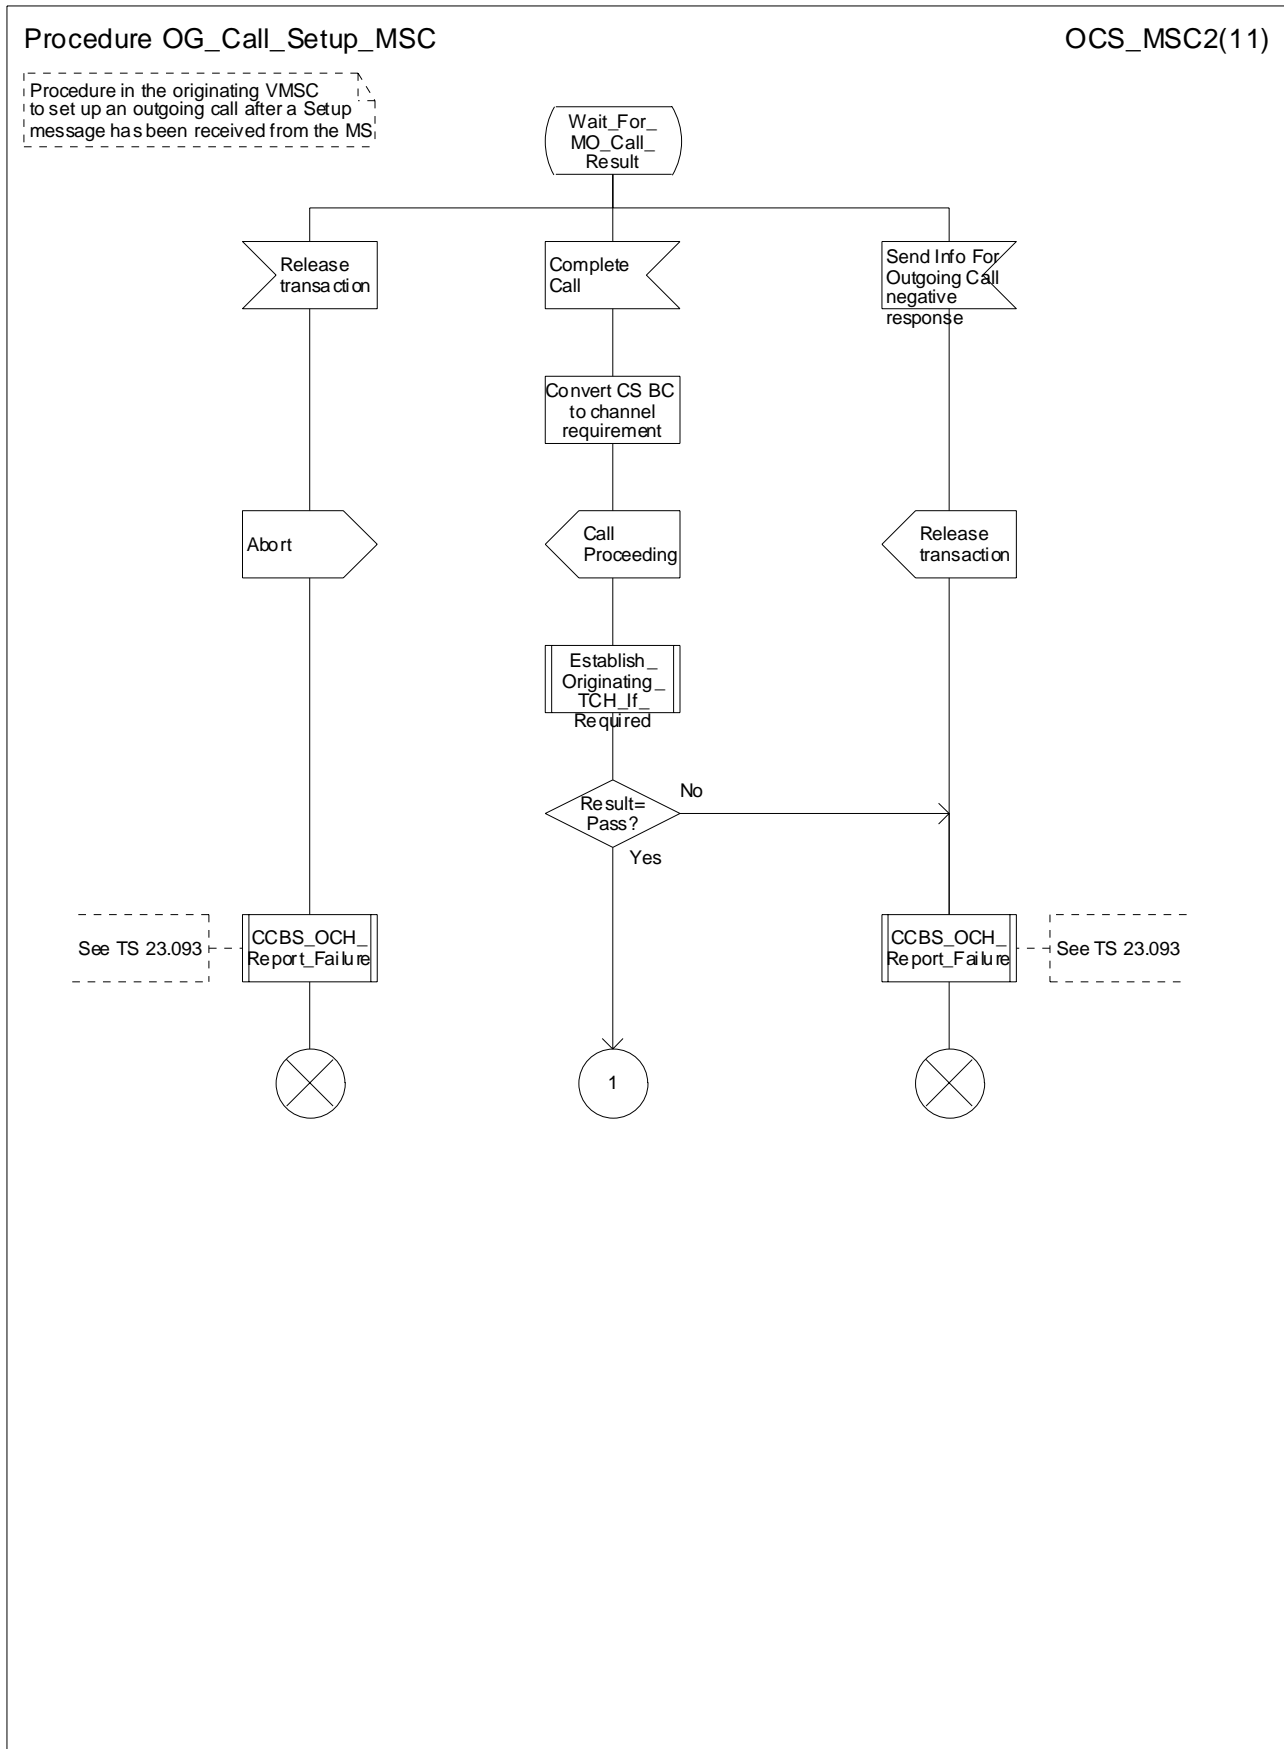 Procedure OG_Call_Setup_MSC
OCS_MSC2(11)
Procedure in the originating VMSC
to set up an outgoing call after a Setup
message has been received from the MS
Wait_For_
MO_Call_
Result
Release
transaction
Complete
Call
Send Info For
Outgoing Call
negative
response
Convert CS BC
to channel
requirement
Abort
Call
Proceeding
Release
transaction
Establish_
Originating_
TCH_If_
Required
Result=
Pass?
No
Yes
See TS 23.093
CCBS_OCH_
Report_Failure
CCBS_OCH_
Report_Failure
See TS 23.093
1